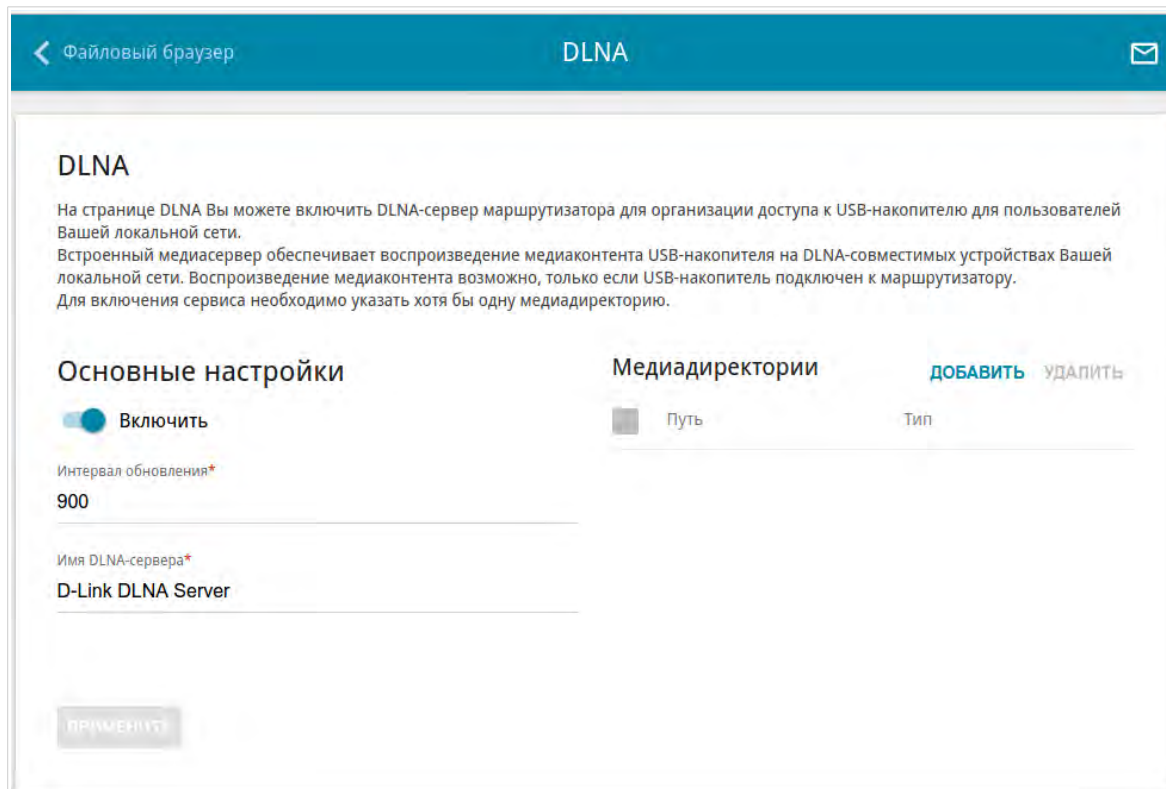 Файловый браузер
DLNA
DLNA
На странице DLNA Вы можете включить DLNA-сервер маршрутизатора для организации доступа к USB-накопителю для пользователей
Вашей локальной сети.
Встроенный медиасервер обеспечивает воспроизведение медиаконтента USB-накопителя на DLNA-совместимых устройствах Вашей
локальной сети. Воспроизведение медиаконтента возможно, только если USB-накопитель подключен к маршрутизатору.
Для включения сервиса необходимо указать хотя бы одну медиадиректорию.
Основные настройки
Включить
Интервал обновления*
900
Имя DLNA-сервера*
D-Link DLNA Server
ПРИМЕНИТЬ
Медиадиректории
ДОБАВИТЬ УДАЛИТЬ
Путь Тип